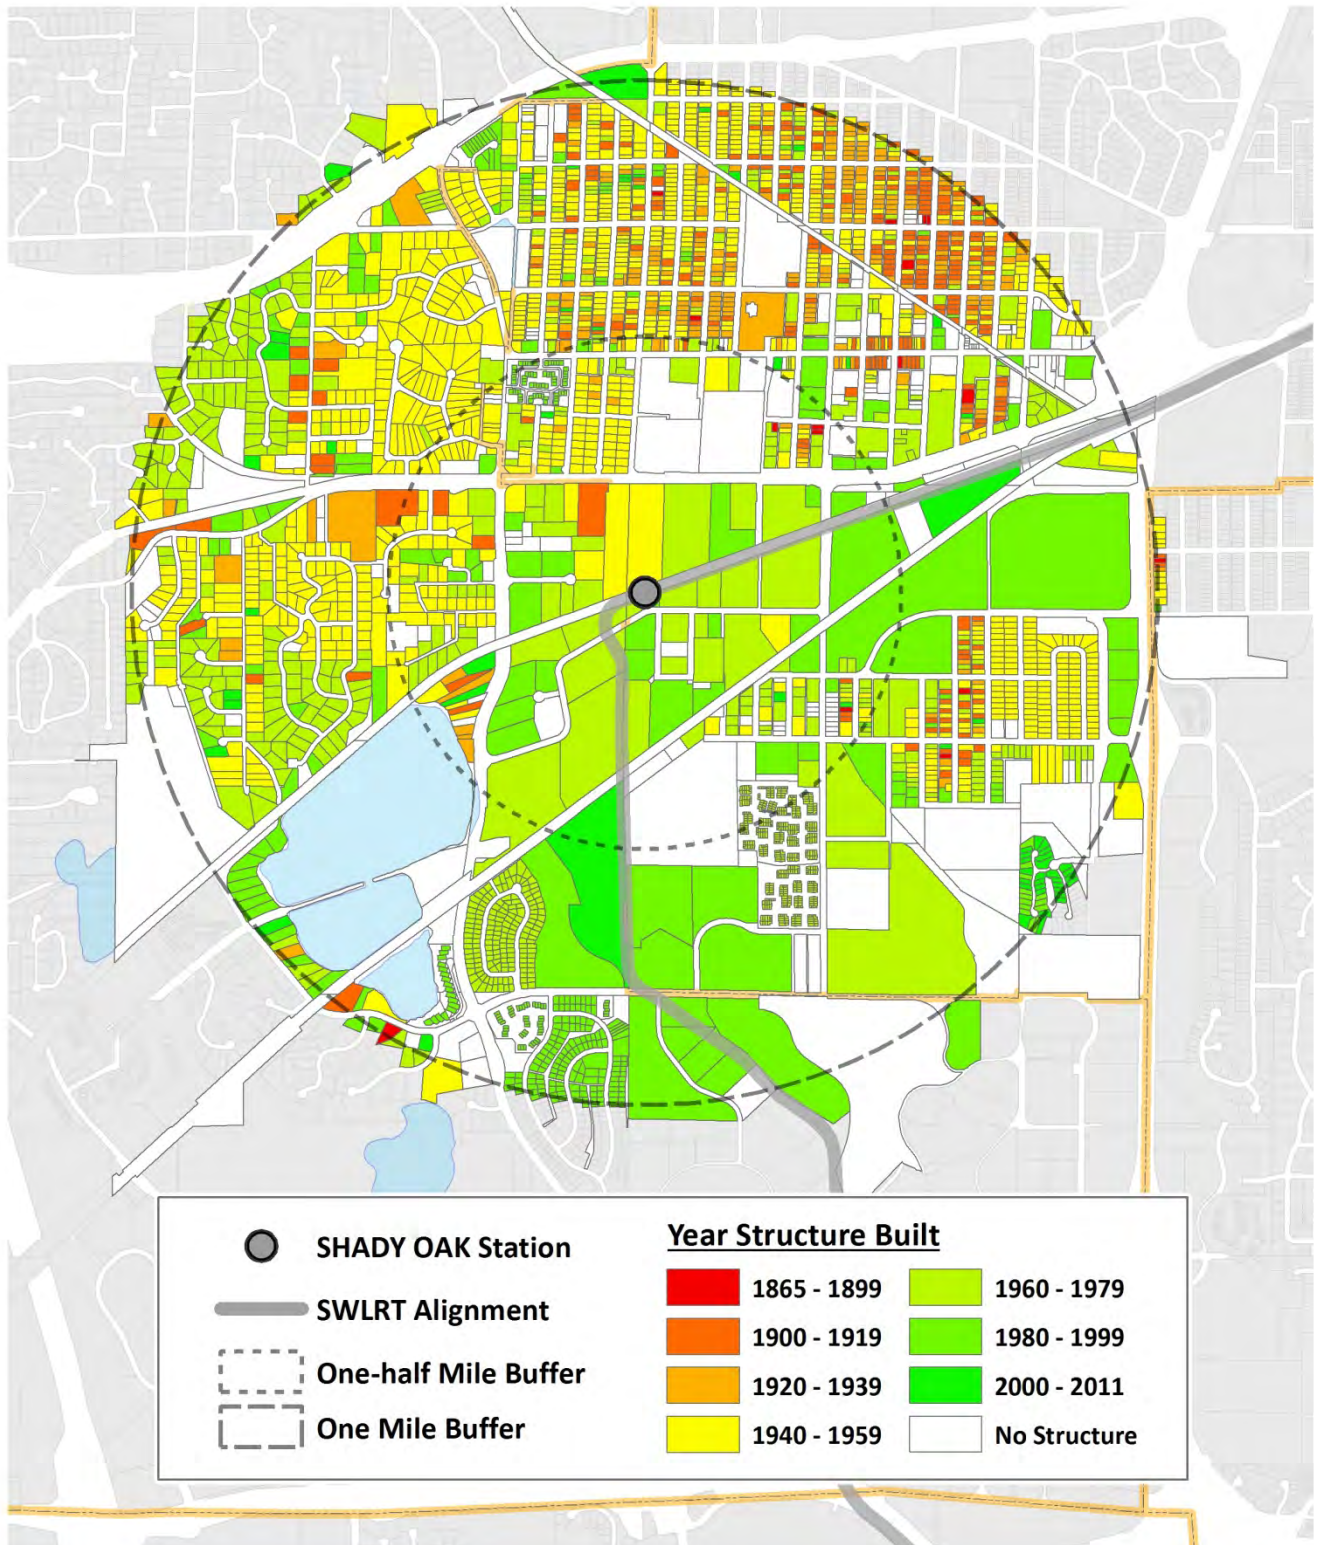 SHADY OAK Station
SWLRT Alignment
One-half Mile Buffer
One Mile Buffer
Year Structure Built
1865 - 1899
1900 - 1919
1920 - 1939
1940 - 1959
1960 - 1979
1980 - 1999
2000 - 2011
No Structure